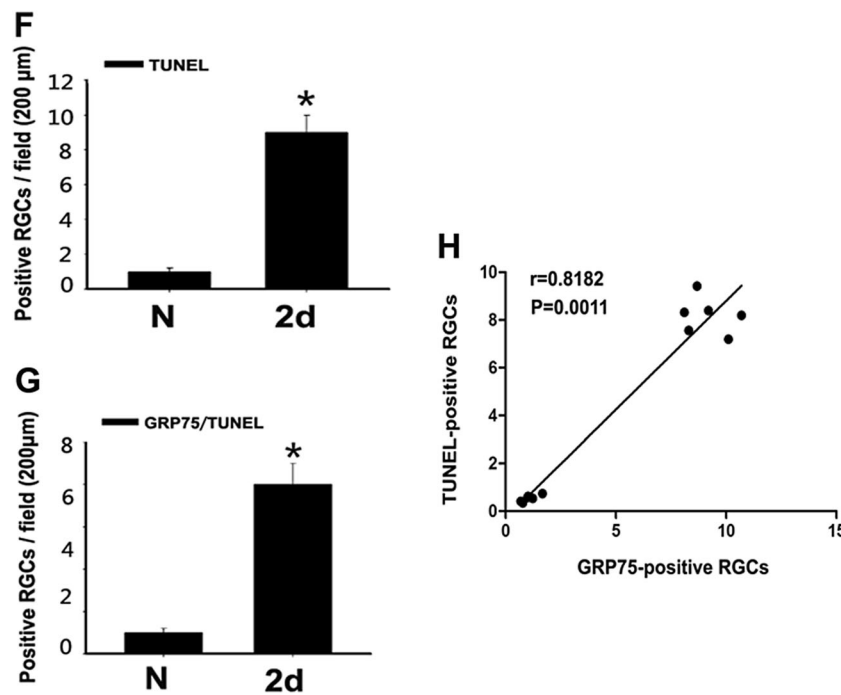 F
Positive RGCs / field (200 μm)
TUNEL
12
10
8
6
4
2
0
*
N
2d
G
Positive RGCs / field (200μm)
GRP75/TUNEL
8
6
4
2
0
*
N
2d
H
TUNEL-positive RGCs
r=0.8182
P=0.0011
10
8
6
4
2
0
0
5
10
15
GRP75-positive RGCs